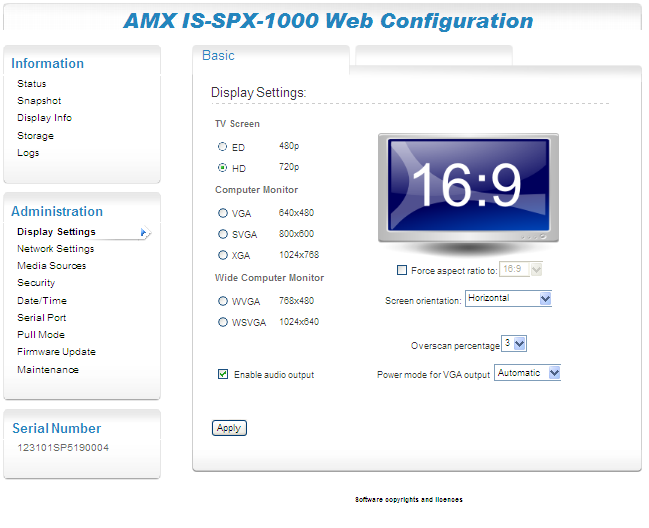 AMX IS-SPX-1000 Web Configuration
Information
Status
Snapshot
Display Info
Storage
Logs
Administration
Display Settings
Network Settings
Media Sources
Security
Date/Time
Serial Port
Pull Mode
Firmware Update
Maintenance
Serial Number
123101SP5190004
Basic
Display Settings:
TV Screen
ED 480p
HD 720p
Computer Monitor
VGA 640x480
SVGA 800x600
XGA 1024x768
Wide Computer Monitor
WVGA 768x480
WSVGA 1024x640
Enable audio output
16:9
Force aspect ratio to: 16:9
Screen orientation: Horizontal
Overscan percentage 3
Power mode for VGA output Automatic
Apply
Software copyrights and licences